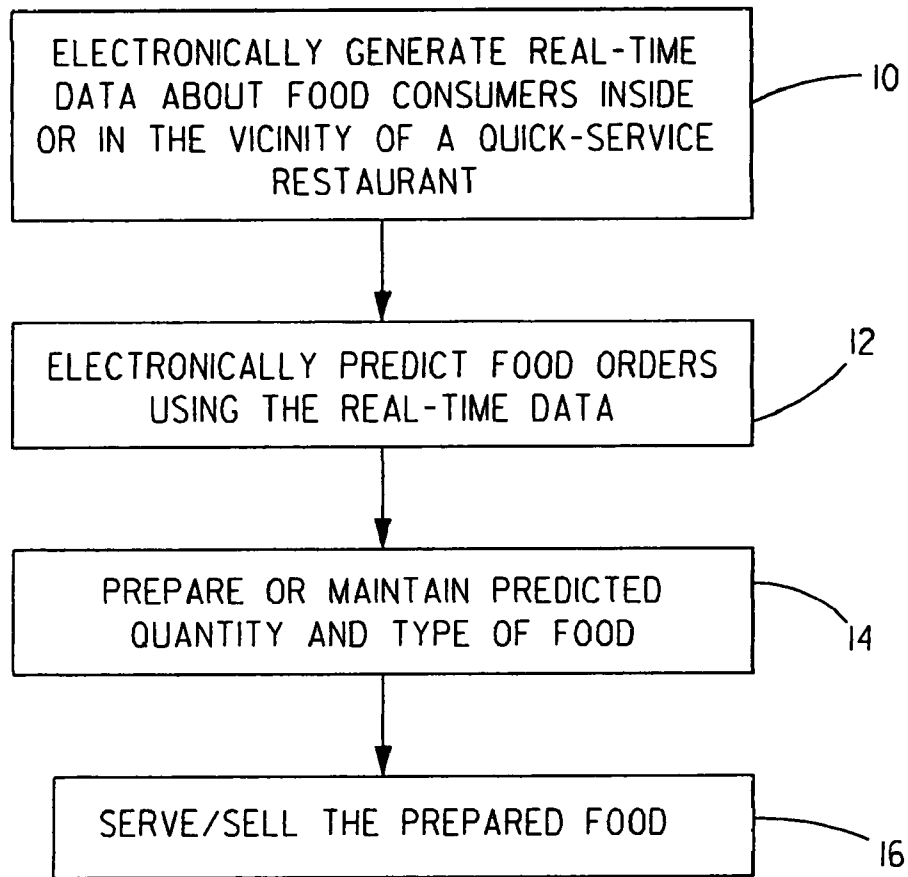 ELECTRONICALLY GENERATE REAL-TIME
DATA ABOUT FOOD CONSUMERS INSIDE
OR IN THE VICINITY OF A QUICK-SERVICE
RESTAURANT
10
ELECTRONICALLY PREDICT FOOD ORDERS
USING THE REAL-TIME DATA
12
PREPARE OR MAINTAIN PREDICTED
QUANTITY AND TYPE OF FOOD
14
SERVE/SELL THE PREPARED FOOD
16